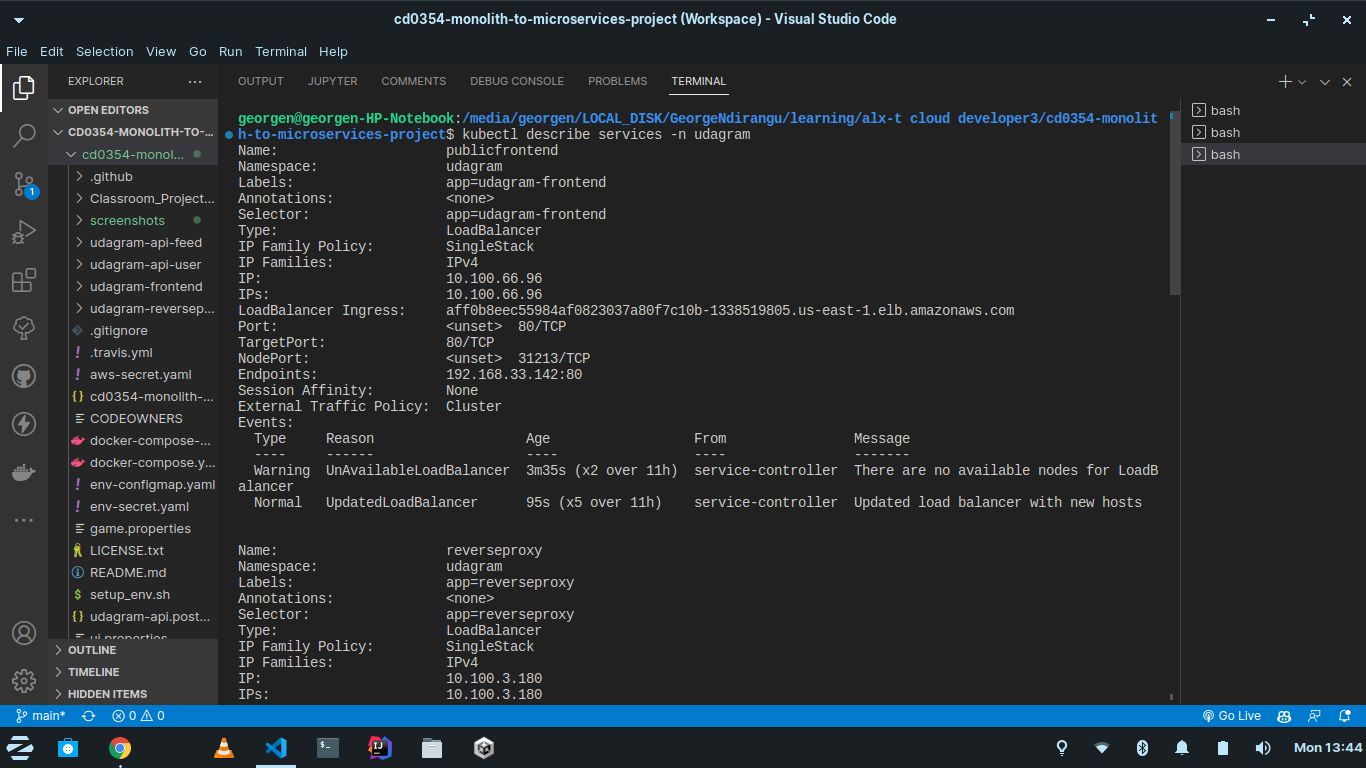 cd0354-monolith-to-microservices-project (Workspace) - Visual Studio Code
File Edit Selection View Go Run Terminal Help
EXPLORER
OPEN EDITORS
CD0354-MONOLITH-TO-...
cd0354-monol...
.github
Classroom_Project...
screenshots
udagram-api-feed
udagram-api-user
udagram-frontend
udagram-reversep...
.gitignore
.travis.yml
aws-secret.yaml
cd0354-monolith-...
CODEOWNERS
docker-compose-...
docker-compose.y...
env-configmap.yaml
env-secret.yaml
game.properties
LICENSE.txt
README.md
setup_env.sh
udagram-api.post...
ui.properties
OUTLINE
TIMELINE
HIDDEN ITEMS
1
OUTPUT JUPYTER COMMENTS DEBUG CONSOLE PROBLEMS TERMINAL
georgen@georgen-HP-Notebook:/media/georgen/LOCAL_DISK/GeorgeNdirangu/learning/alx-t cloud developer3/cd0354-monolit
h-to-microservices-project$ kubectl describe services -n udagram
Name: publicfrontend
Namespace: udagram
Labels: app=udagram-frontend
Annotations: <none>
Selector: app=udagram-frontend
Type: LoadBalancer
IP Family Policy: SingleStack
IP Families: IPv4
IP: 10.100.66.96
IPs: 10.100.66.96
LoadBalancer Ingress: aff0b8eec55984af0823037a80f7c10b-1338519805.us-east-1.elb.amazonaws.com
Port: <unset> 80/TCP
TargetPort: 80/TCP
NodePort: <unset> 31213/TCP
Endpoints: 192.168.33.142:80
Session Affinity: None
External Traffic Policy: Cluster
Events:
Type Reason Age From Message
---- ------ ---- ---- -------
Warning UnAvailableLoadBalancer 3m35s (x2 over 11h) service-controller There are no available nodes for LoadB
alancer
Normal UpdatedLoadBalancer 95s (x5 over 11h) service-controller Updated load balancer with new hosts
Name: reverseproxy
Namespace: udagram
Labels: app=reverseproxy
Annotations: <none>
Selector: app=reverseproxy
Type: LoadBalancer
IP Family Policy: SingleStack
IP Families: IPv4
IP: 10.100.3.180
IPs: 10.100.3.180
bash
bash
bash
main* 0 0 Go Live
Mon 13:44